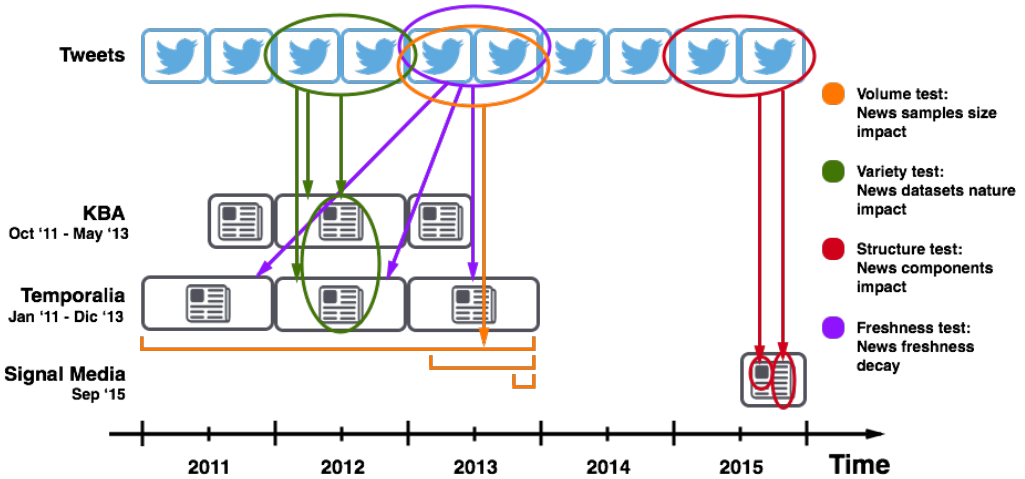 Tweets
KBA
Oct ‘11 - May ‘13
Temporalia
Jan ‘11 - Dic ‘13
Signal Media
Sep ‘15
Volume test:
News samples size
impact
Variety test:
News datasets nature
impact
Structure test:
News components
impact
Freshness test:
News freshness
decay
2011
2012
2013
2014
2015
Time